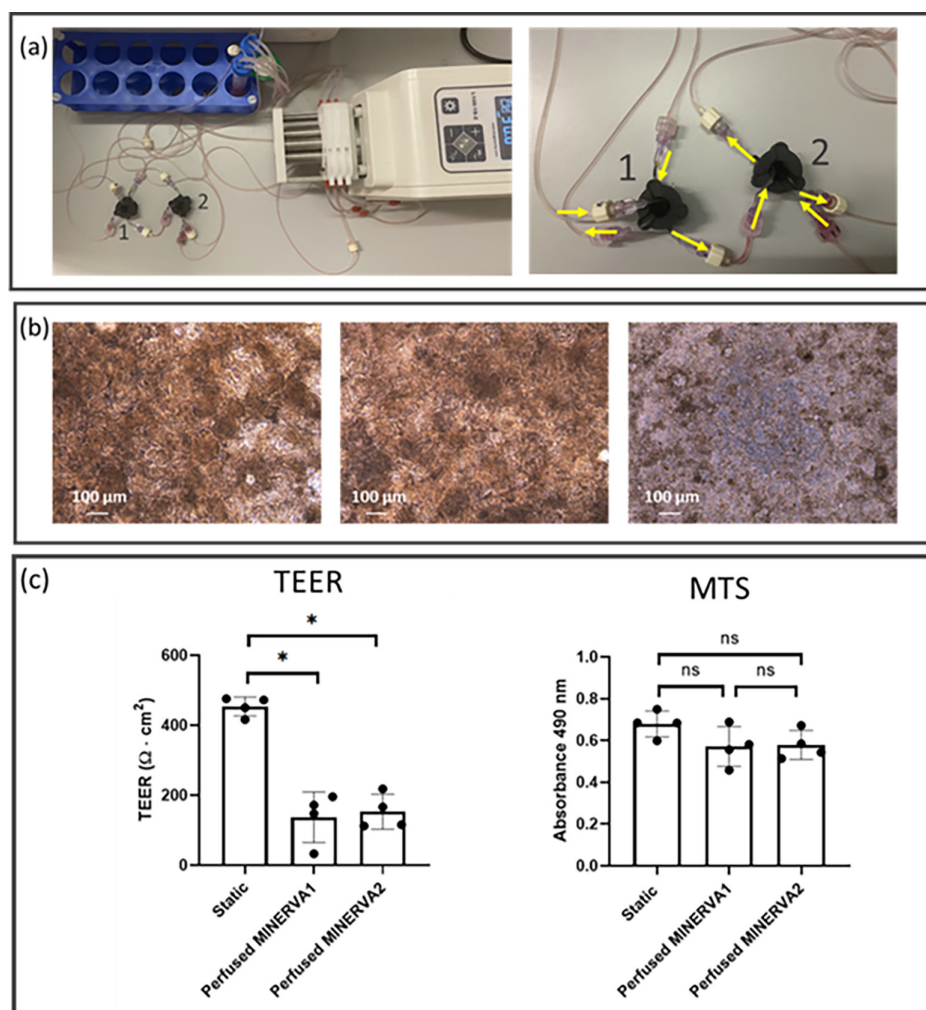 (a)
1
2
1
2
(b)
100 µm
100 µm
100 µm
(c)
TEER
MTS
*
*
600
400
200
0
TEER (Ω · cm²)
Static
Perfused MINERVA1
Perfused MINERVA2
ns
ns
ns
1.0
0.8
0.6
0.4
0.2
0.0
Absorbance 490 nm
Static
Perfused MINERVA1
Perfused MINERVA2